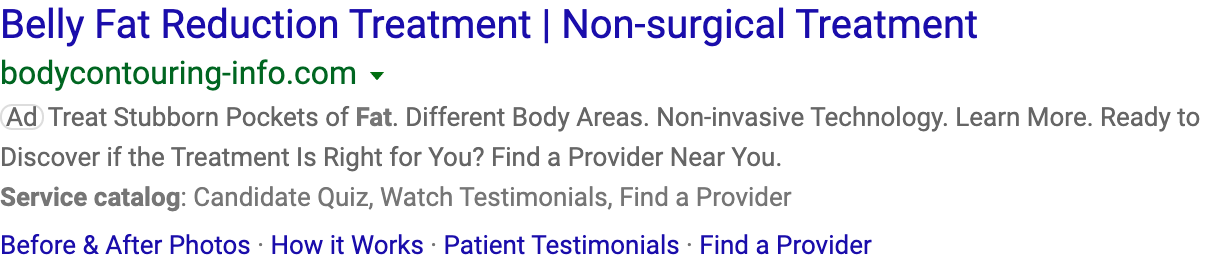 Belly Fat Reduction Treatment | Non-surgical Treatment
bodycontouring-info.com
Ad Treat Stubborn Pockets of Fat. Different Body Areas. Non-invasive Technology. Learn More. Ready to
Discover if the Treatment Is Right for You? Find a Provider Near You.
Service catalog: Candidate Quiz, Watch Testimonials, Find a Provider
Before & After Photos · How it Works · Patient Testimonials · Find a Provider